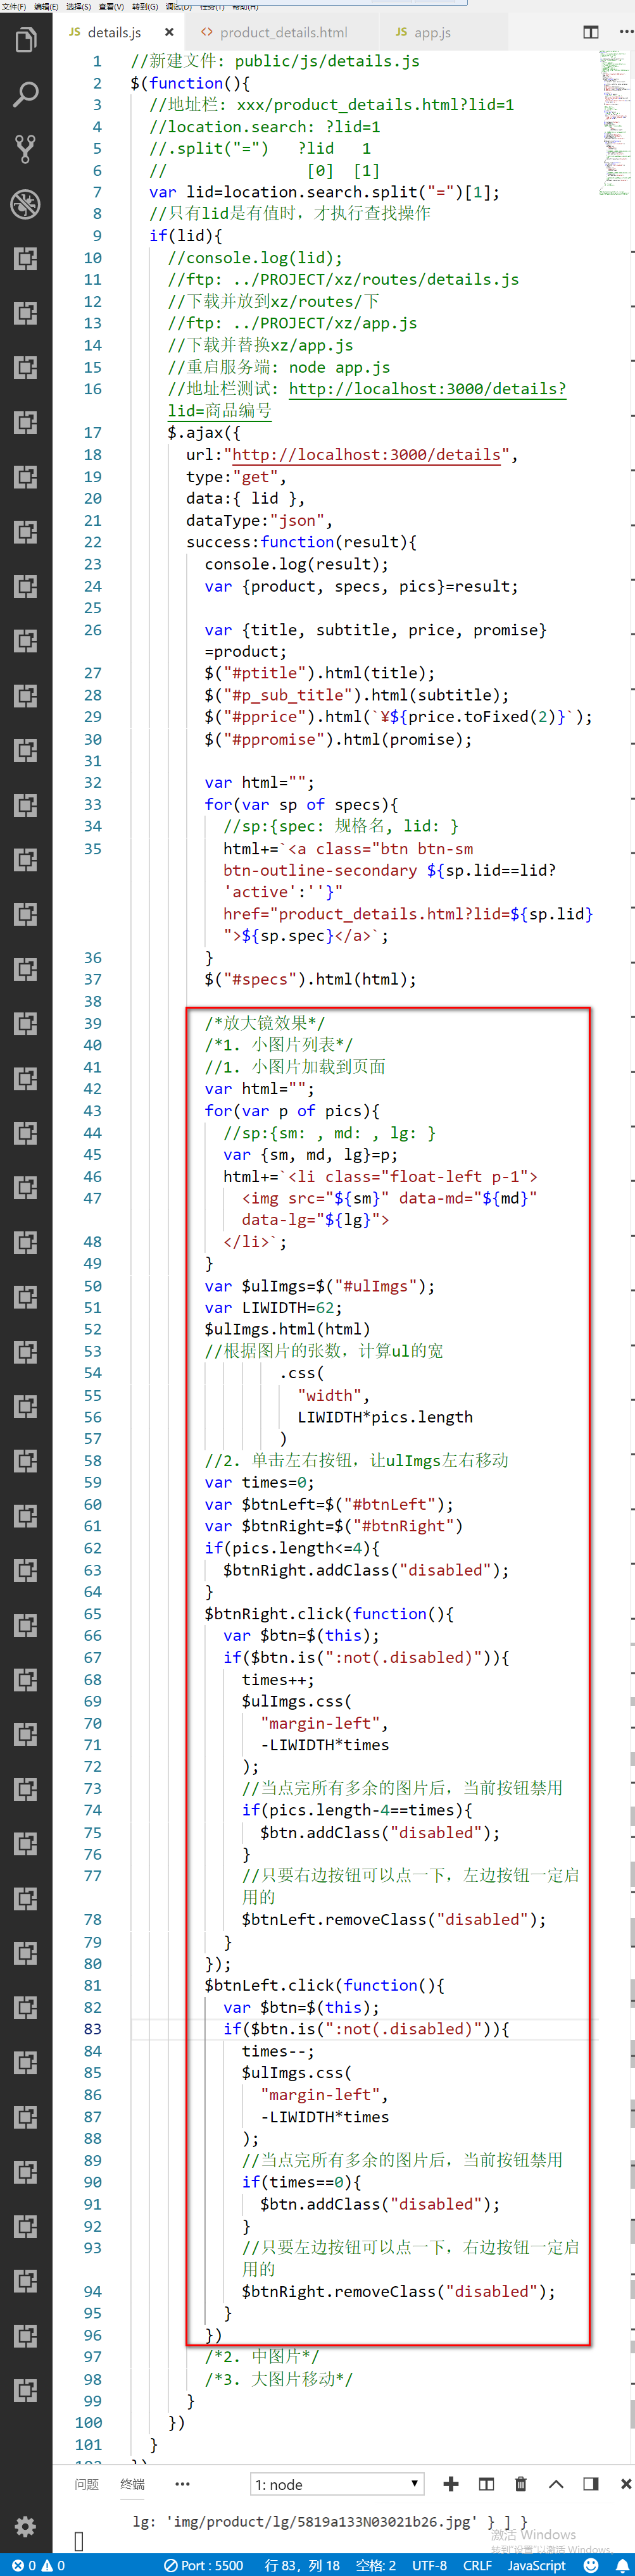 文件(F) 编辑(E) 选择(S) 查看(V) 转到(G) 调试(D) 任务(T) 帮助(H)
JS details.js × <> product_details.html JS app.js
1 //新建文件: public/js/details.js
2 $(function(){
3 //地址栏: xxx/product_details.html?lid=1
4 //location.search: ?lid=1
5 //.split("=") ?lid 1
6 // [0] [1]
7 var lid=location.search.split("=")[1];
8 //只有lid是有值时, 才执行查找操作
9 if(lid){
10 //console.log(lid);
11 //ftp: ../PROJECT/xz/routes/details.js
12 //下载并放到xz/routes/下
13 //ftp: ../PROJECT/xz/app.js
14 //下载并替换xz/app.js
15 //重启服务端: node app.js
16 //地址栏测试: http://localhost:3000/details?
lid=商品编号
17 $.ajax({
18 url:"http://localhost:3000/details",
19 type:"get",
20 data:{ lid },
21 dataType:"json",
22 success:function(result){
23 console.log(result);
24 var {product, specs, pics}=result;
25
26 var {title, subtitle, price, promise}
=product;
27 $("#ptitle").html(title);
28 $("#p_sub_title").html(subtitle);
29 $("#pprice").html(`¥${price.toFixed(2)}`);
30 $("#ppromise").html(promise);
31
32 var html="";
33 for(var sp of specs){
34 //sp:{spec: 规格名, lid: }
35 html+=`<a class="btn btn-sm
btn-outline-secondary ${sp.lid==lid?
'active':''}"
href="product_details.html?lid=${sp.lid}
">${sp.spec}</a>`;
36 }
37 $("#specs").html(html);
38
39 /*放大镜效果*/
40 /*1. 小图片列表*/
41 //1. 小图片加载到页面
42 var html="";
43 for(var p of pics){
44 //sp:{sm: , md: , lg: }
45 var {sm, md, lg}=p;
46 html+=`<li class="float-left p-1">
47 <img src="${sm}" data-md="${md}"
data-lg="${lg}">
48 </li>`;
49 }
50 var $ulImgs=$("#ulImgs");
51 var LIWIDTH=62;
52 $ulImgs.html(html)
53 //根据图片的张数, 计算ul的宽
54 .css(
55 "width",
56 LIWIDTH*pics.length
57 )
58 //2. 单击左右按钮, 让ulImgs左右移动
59 var times=0;
60 var $btnLeft=$("#btnLeft");
61 var $btnRight=$("#btnRight")
62 if(pics.length<=4){
63 $btnRight.addClass("disabled");
64 }
65 $btnRight.click(function(){
66 var $btn=$(this);
67 if($btn.is(":not(.disabled)")){
68 times++;
69 $ulImgs.css(
70 "margin-left",
71 -LIWIDTH*times
72 );
73 //当点完所有多余的图片后, 当前按钮禁用
74 if(pics.length-4==times){
75 $btn.addClass("disabled");
76 }
77 //只要右边按钮可以点一下, 左边按钮一定启
用的
78 $btnLeft.removeClass("disabled");
79 }
80 });
81 $btnLeft.click(function(){
82 var $btn=$(this);
83 if($btn.is(":not(.disabled)")){
84 times--;
85 $ulImgs.css(
86 "margin-left",
87 -LIWIDTH*times
88 );
89 //当点完所有多余的图片后, 当前按钮禁用
90 if(times==0){
91 $btn.addClass("disabled");
92 }
93 //只要左边按钮可以点一下, 右边按钮一定启
用的
94 $btnRight.removeClass("disabled");
95 }
96 })
97 /*2. 中图片*/
98 /*3. 大图片移动*/
99 }
100 })
101 }
问题 终端 ••• 1: node
lg: 'img/product/lg/5819a133N03021b26.jpg' } ] }
激活 Windows
转到"设置"以激活 Windows。
0 0 Port : 5500 行 83, 列 18 空格: 2 UTF-8 CRLF JavaScript